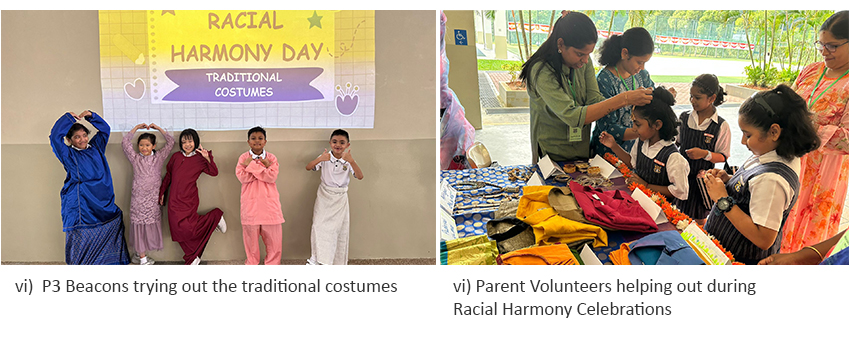 RACIAL
HARMONY DAY
TRADITIONAL
COSTUMES
vi)  P3 Beacons trying out the traditional costumes
vi) Parent Volunteers helping out during
Racial Harmony Celebrations